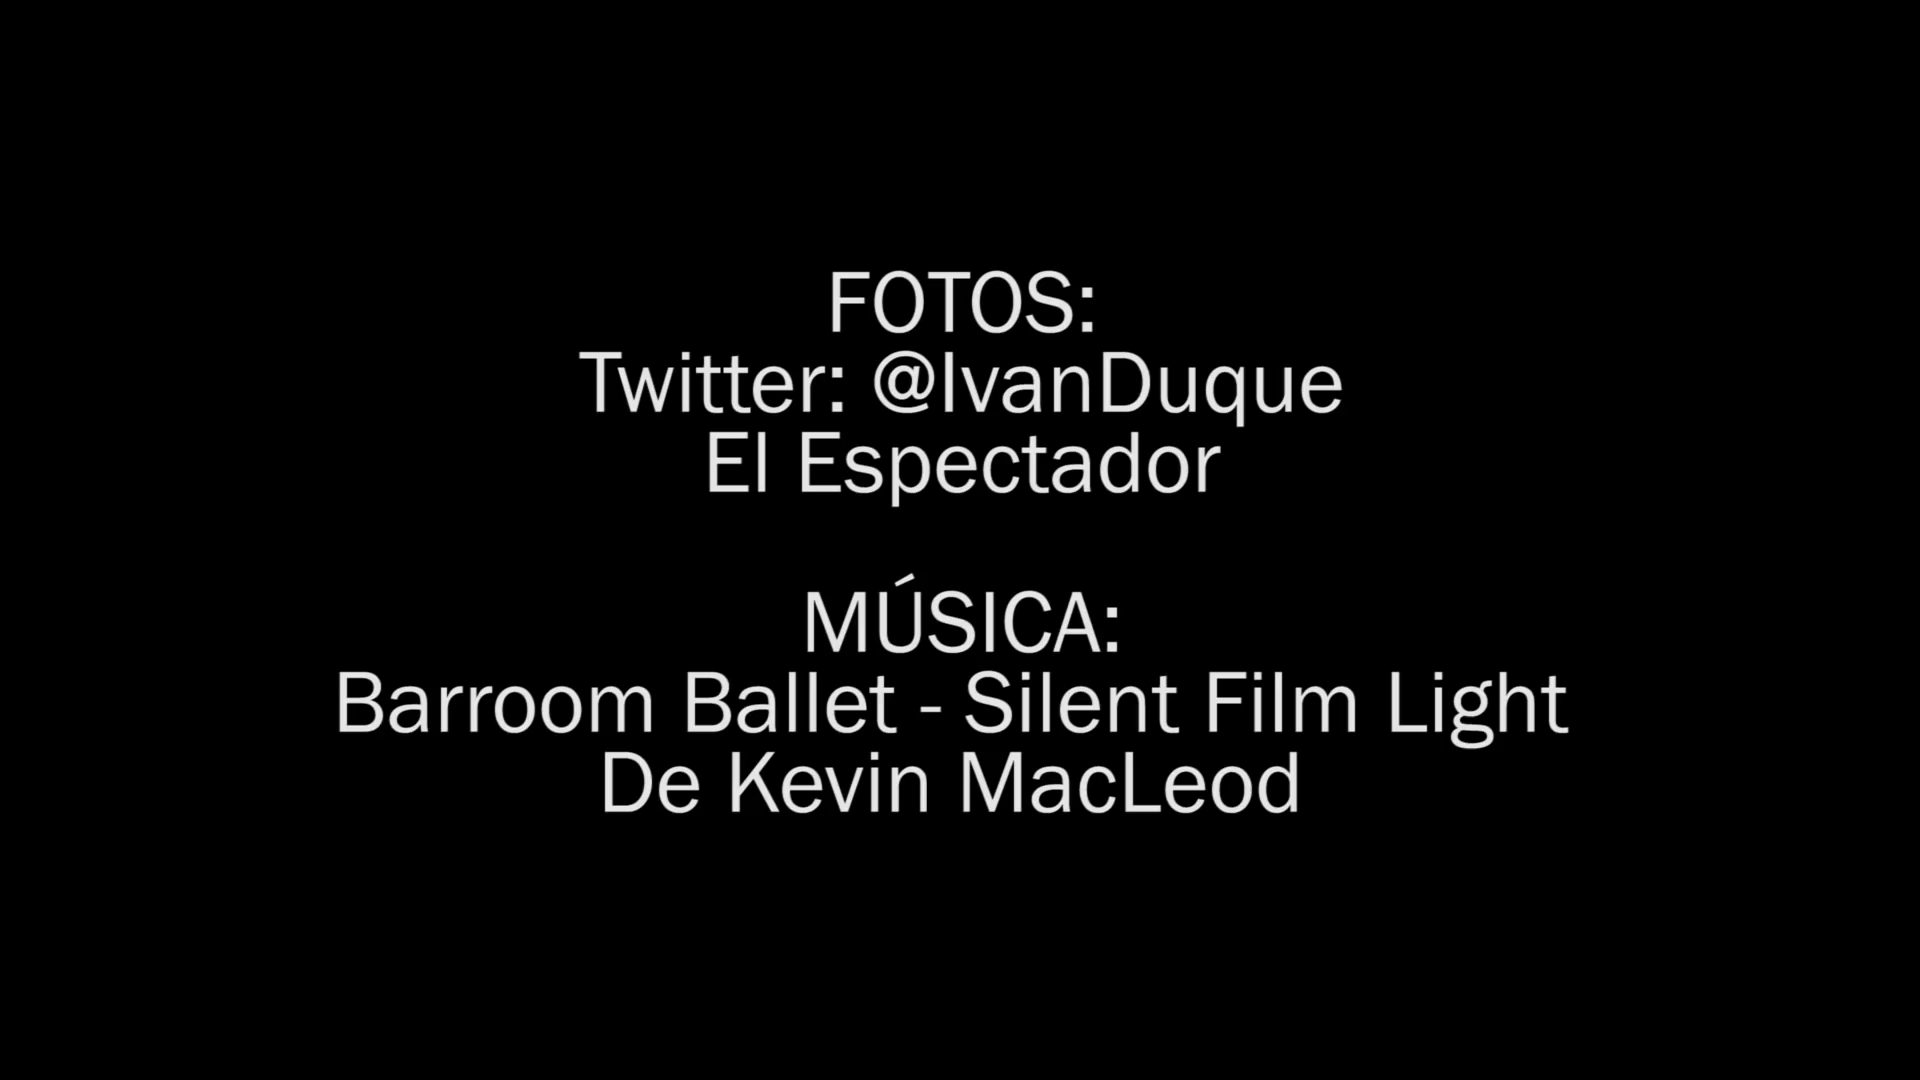 FOTOS:
Twitter: @IvanDuque
El Espectador
MÚSICA:
Barroom Ballet - Silent Film Light
De Kevin MacLeod